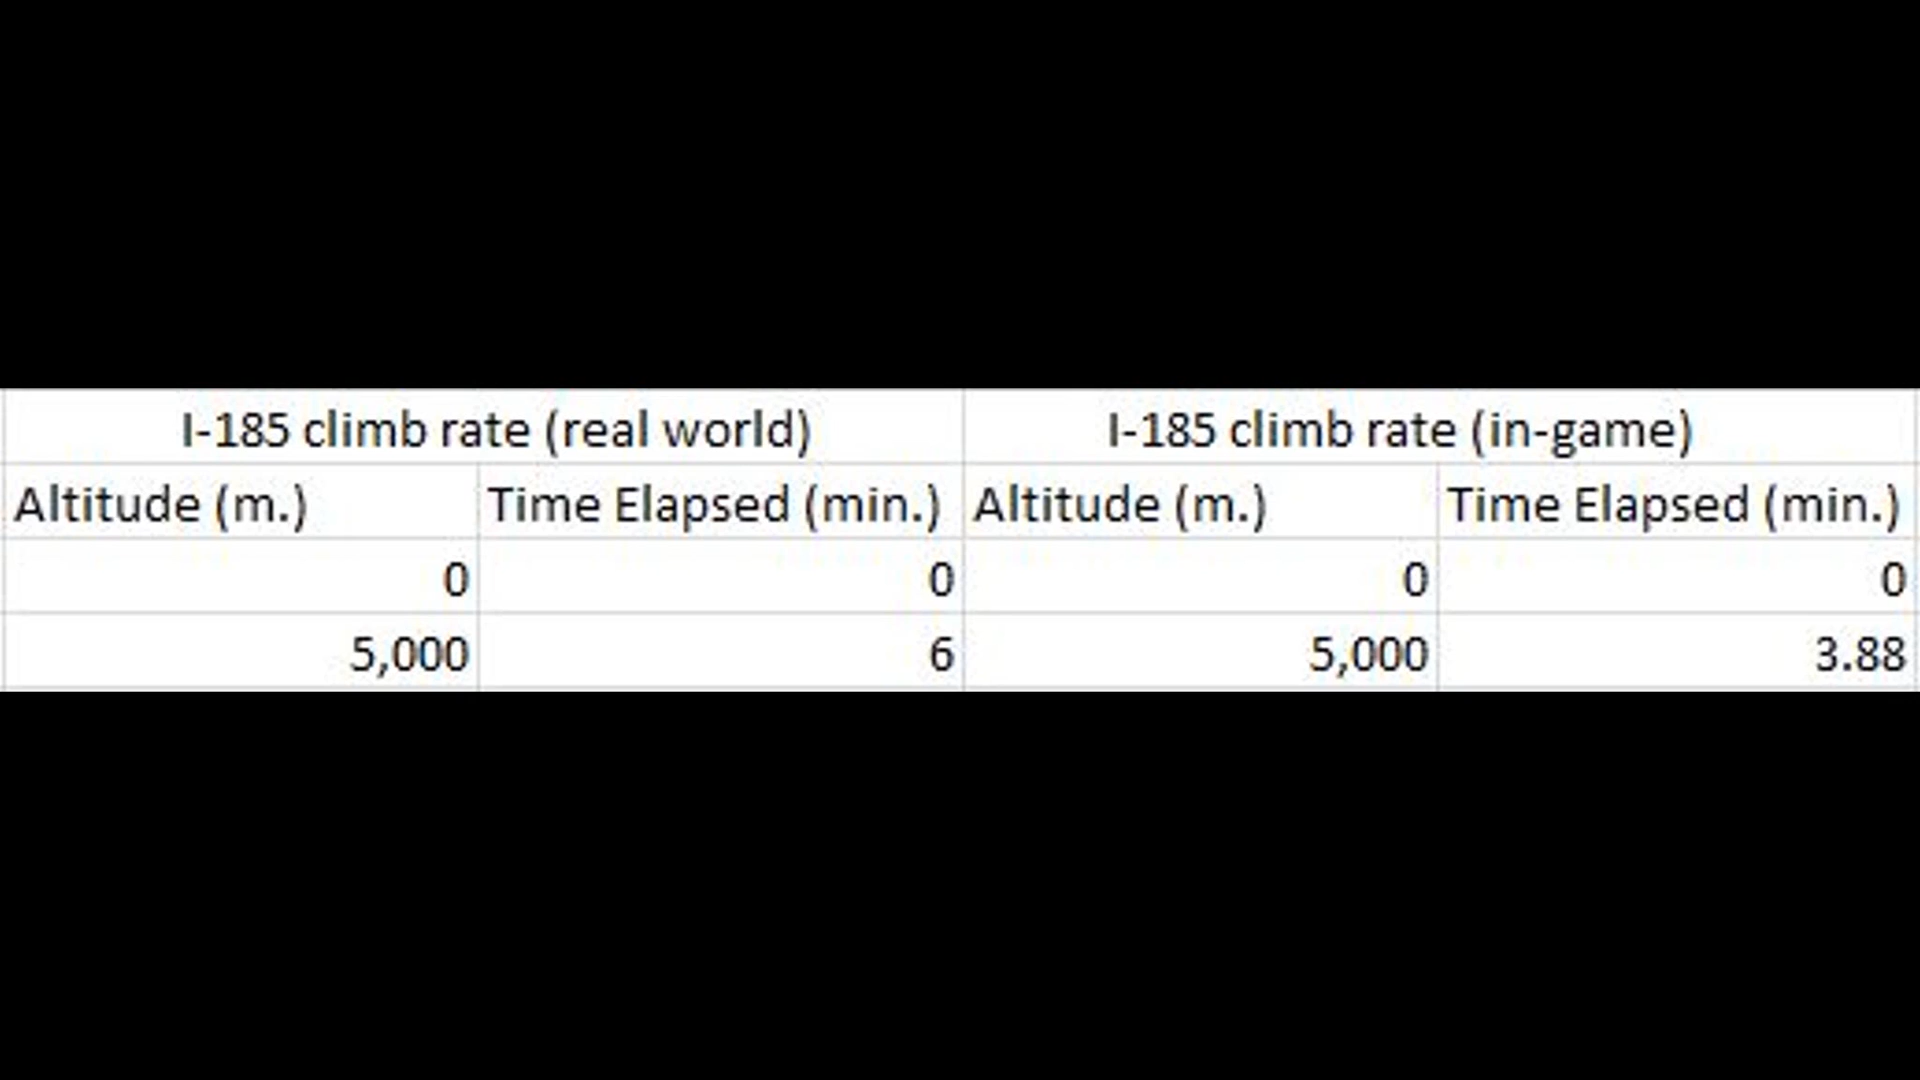 I-185 climb rate (real world) I-185 climb rate (in-game)
Altitude (m.) Time Elapsed (min.) Altitude (m.) Time Elapsed (min.)
0 0 0 0
5,000 6 5,000 3.88